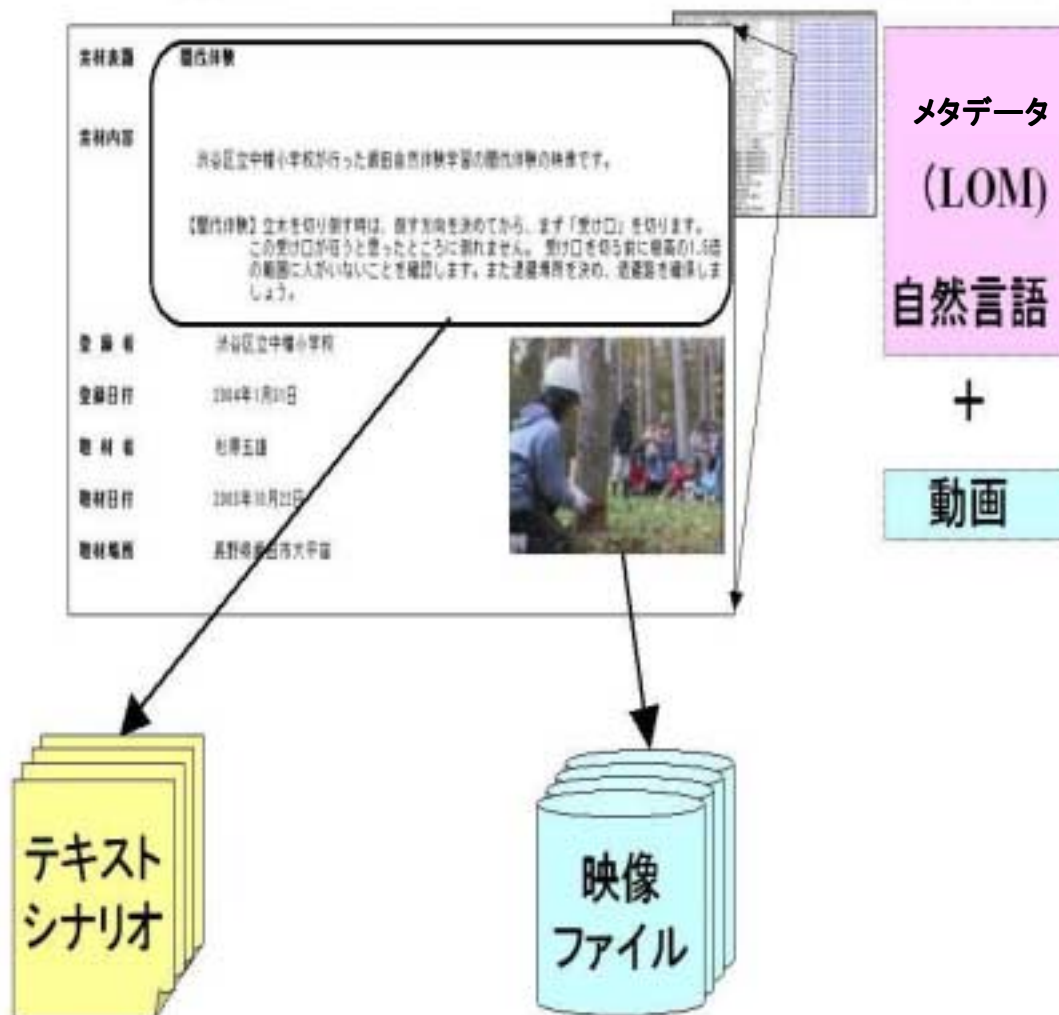 素材表題 間伐体験
素材内容
渋谷区立中幡小学校が行った飯田自然体験学習の間伐体験の映像です。
【間伐体験】立木を切り倒す時は、倒す方向を決めてから、まず「受け口」を切ります。
この受け口が狂うと思ったところに倒れません。 受け口を切る前に樹高の1.5倍
の範囲に人がいないことを確認します。また退避場所を決め、退避路を確保しま
しょう。
登 録 者 渋谷区立中幡小学校
登録日付 2004年1月31日
取 材 者
取材日付 2003年10月22日
取材場所 長野県飯田市大平宿
メタデータ
(LOM)
自然言語
+
動画
テキスト
シナリオ
映像
ファイル